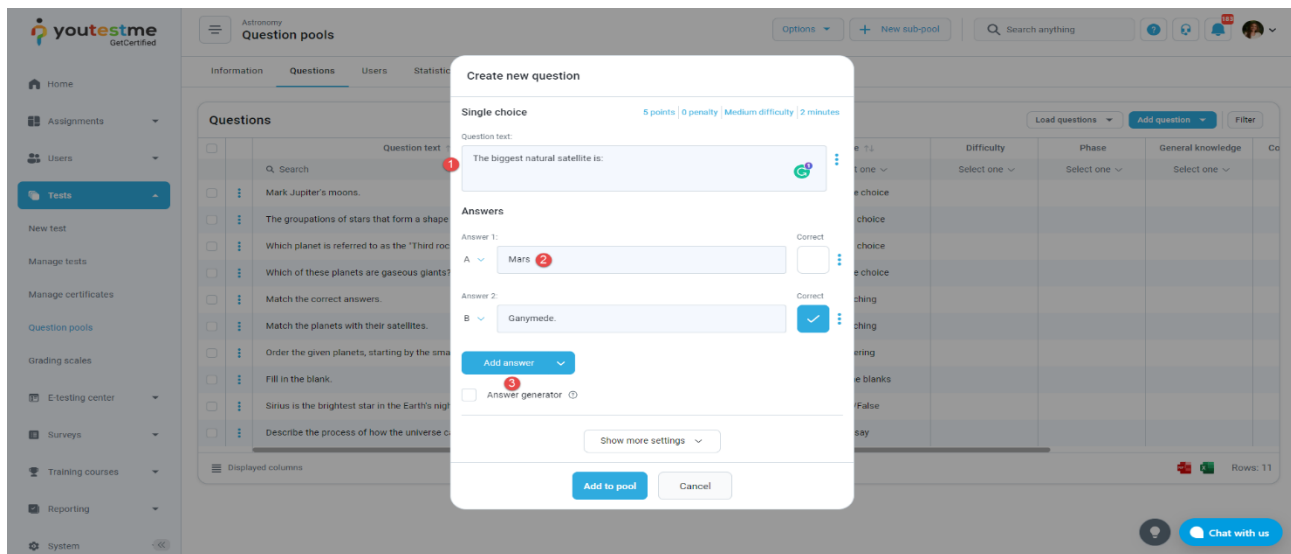 youtestme
GetCertified
Astronomy
Question pools
Options
+ New sub-pool
Search anything
?
183
Home
Assignments
Users
Tests
New test
Manage tests
Manage certificates
Question pools
Grading scales
E-testing center
Surveys
Training courses
Reporting
System
Information Questions Users Statistic
Questions
Load questions
Add question
Filter
Question text
Difficulty Phase General knowledge Co
Search
t one Select one Select one Select one
Mark Jupiter's moons.
e choice
The groupations of stars that form a shape
choice
Which planet is referred to as the "Third roc
choice
Which of these planets are gaseous giants?
e choice
Match the correct answers.
ching
Match the planets with their satellites.
ching
Order the given planets, starting by the sma
ering
Fill in the blank.
e blanks
Sirius is the brightest star in the Earth's nigh
/False
Describe the process of how the universe c
say
Displayed columns
Rows: 11
Create new question
Single choice
5 points 0 penalty Medium difficulty 2 minutes
Question text:
1
The biggest natural satellite is:
Answers
Answer 1:
Correct
A
Mars
2
Answer 2:
Correct
B
Ganymede.
Add answer
3
Answer generator
Show more settings
Add to pool
Cancel
Chat with us